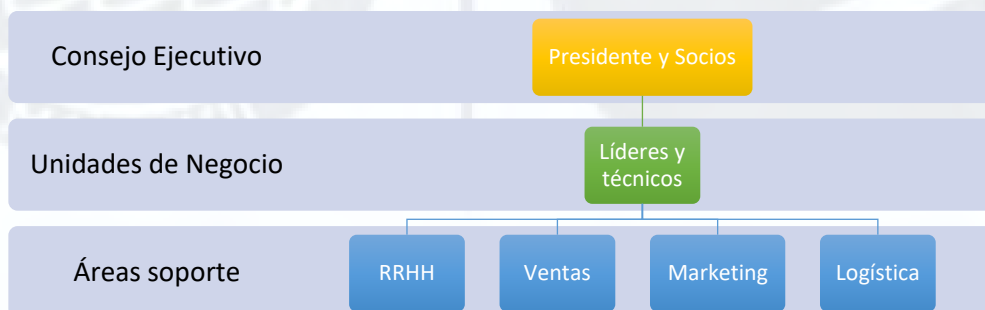 Consejo Ejecutivo
Presidente y Socios
Unidades de Negocio
Líderes y
técnicos
Áreas soporte
RRHH
Ventas
Marketing
Logística